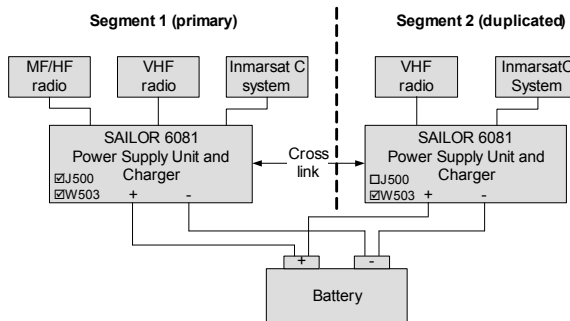 Segment 1 (primary)
Segment 2 (duplicated)
MF/HF
radio
VHF
radio
Inmarsat C
system
VHF
radio
InmarsatC
System
SAILOR 6081
Power Supply Unit and
Charger
☑J500
☑W503
+ -
Cross
link
SAILOR 6081
Power Supply Unit and
Charger
☐J500
☑W503
+ -
+ -
Battery